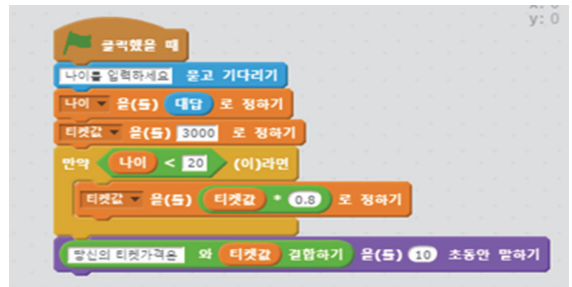 y: 0
클릭했을 때
나이를 입력하세요 묻고 기다리기
나이 을(를) 대답 로 정하기
티켓값 을(를) 3000 로 정하기
만약 나이 < 20 (이)라면
티켓값 을(를) 티켓값 * 0.8 로 정하기
당신의 티켓가격은 와 티켓값 결합하기 을(를) 10 초동안 말하기